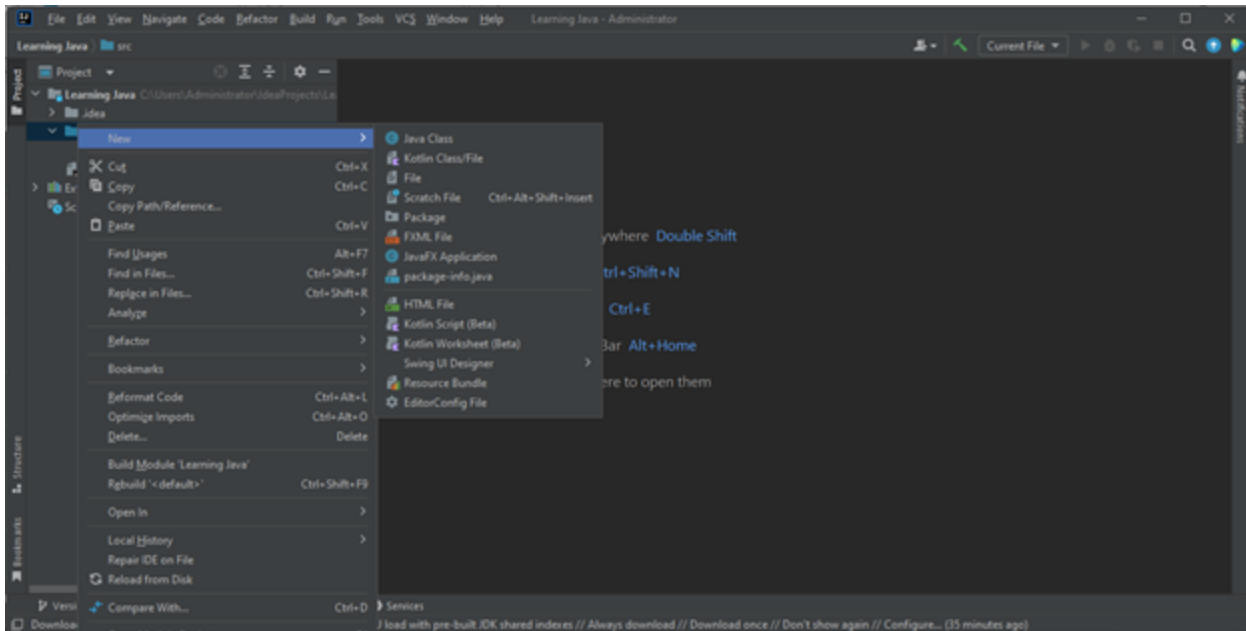 File Edit View Navigate Code Refactor Build Run Tools VCS Window Help Learning Java - Administrator
Learning Java src Current File
Project
Learning Java C:\Users\Administrator\IdeaProjects\Le
.idea
Ex
Sc
Project
Structure
Bookmarks
Notifications
New
Cut Ctrl+X
Copy Ctrl+C
Copy Path/Reference...
Paste Ctrl+V
Find Usages Alt+F7
Find in Files... Ctrl+Shift+F
Replace in Files... Ctrl+Shift+R
Analyze
Refactor
Bookmarks
Reformat Code Ctrl+Alt+L
Optimize Imports Ctrl+Alt+O
Delete... Delete
Build Module 'Learning Java'
Rebuild '<default>' Ctrl+Shift+F9
Open In
Local History
Repair IDE on File
Reload from Disk
Compare With... Ctrl+D
Java Class
Kotlin Class/File
File
Scratch File Ctrl+Alt+Shift+Insert
Package
FXML File
JavaFX Application
package-info.java
HTML File
Kotlin Script (Beta)
Kotlin Worksheet (Beta)
Swing UI Designer
Resource Bundle
EditorConfig File
ywhere Double Shift
trl+Shift+N
Ctrl+E
Bar Alt+Home
ere to open them
Versi Services
Downloa J load with pre-built JDK shared indexes // Always download // Download once // Don't show again // Configure... (35 minutes ago)